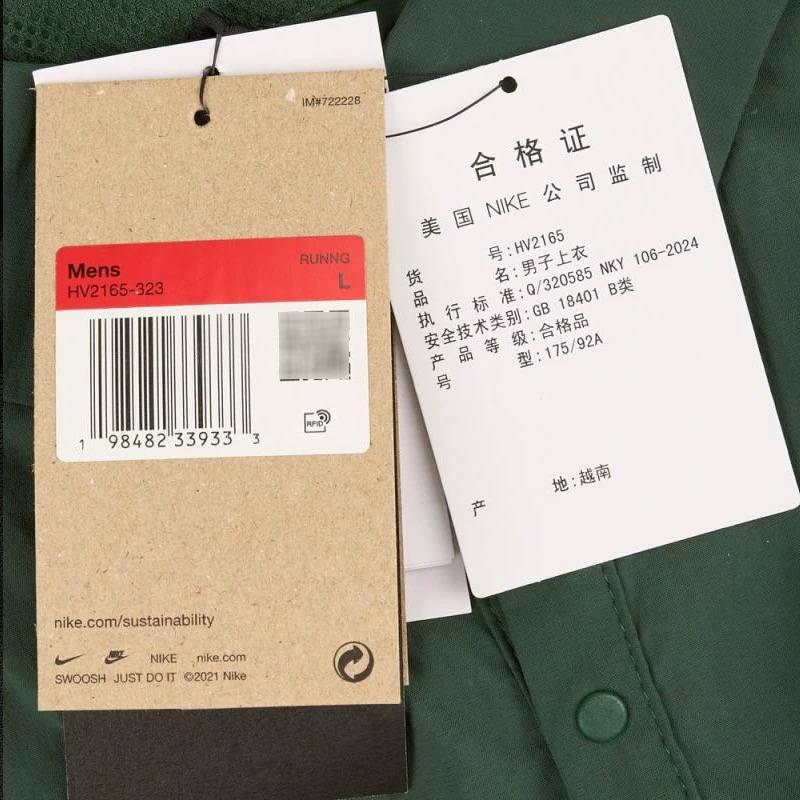 IM#722228
Mens
RUNNG
HV2165-323
L
RFID
1 98482 33933 3
nike.com/sustainability
NIKE nike.com
SWOOSH JUST DO IT ©2021 Nike
合格证
美国 NIKE 公司监制
货号:HV2165
品名:男子上衣
执行标准:Q/320585 NKY 106-2024
安全技术类别:GB 18401 B类
产品等级:合格品
号型:175/92A
产地:越南